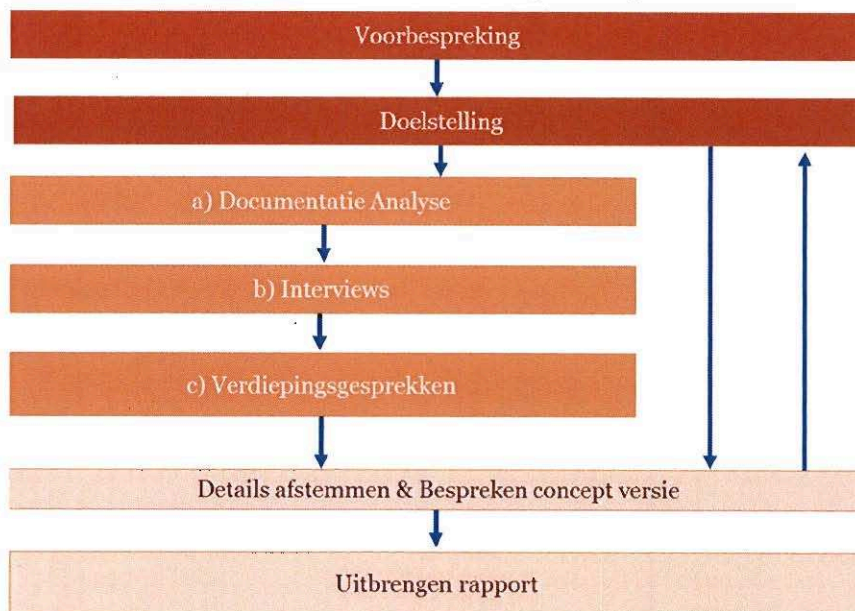 Voorbespreking
Doelstelling
a) Documentatie Analyse
b) Interviews
c) Verdiepingsgesprekken
Details afstemmen & Bespreken concept versie
Uitbrengen rapport